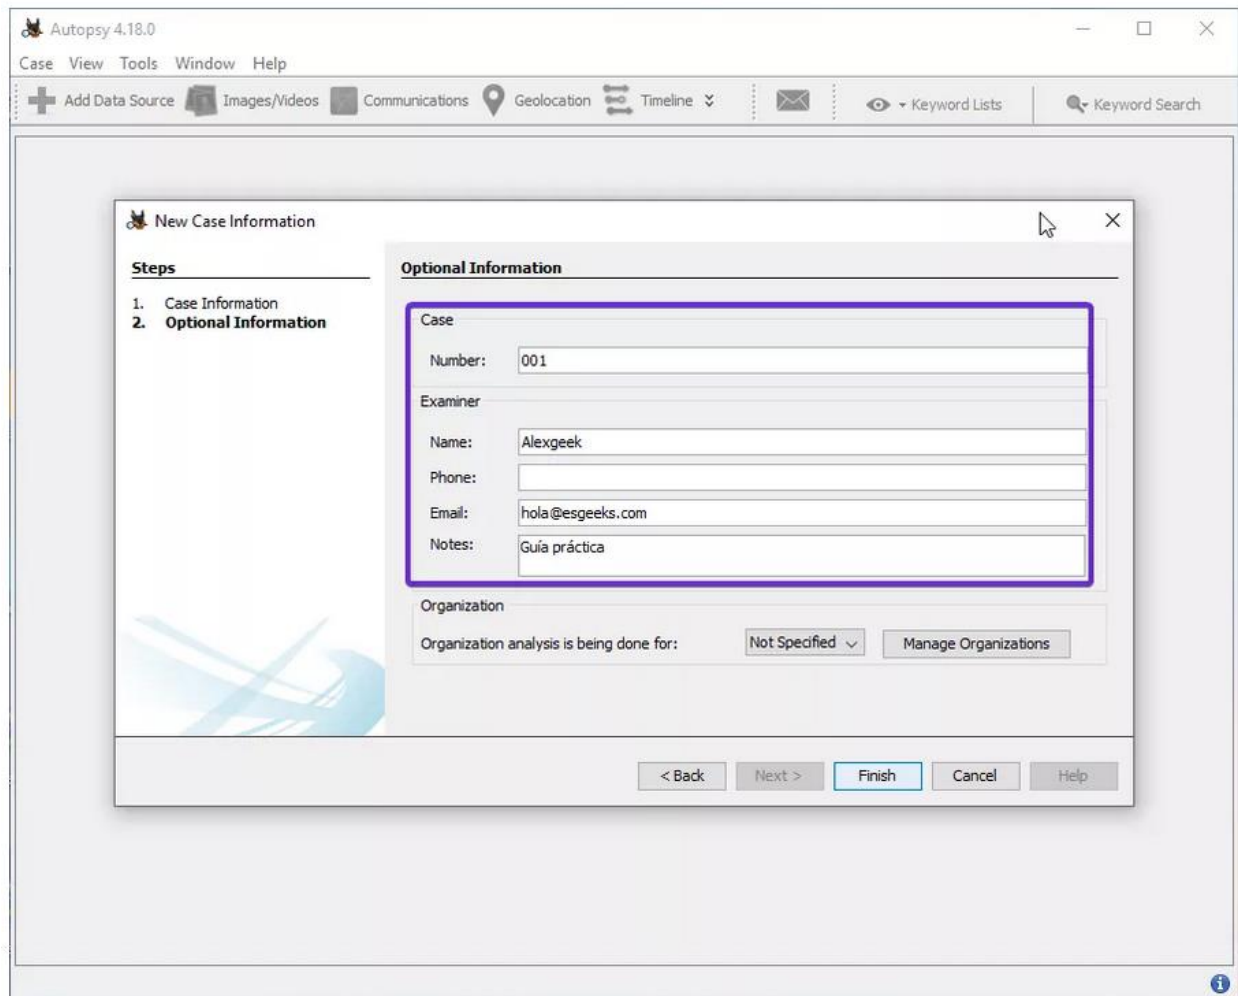 Autopsy 4.18.0
Case View Tools Window Help
Add Data Source Images/Videos Communications Geolocation Timeline Keyword Lists Keyword Search
New Case Information
Steps
1. Case Information
2. Optional Information
Optional Information
Case
Number: 001
Examiner
Name: Alexgeek
Phone:
Email: hola@esgeeks.com
Notes: Guía práctica
Organization
Organization analysis is being done for: Not Specified Manage Organizations
< Back Next > Finish Cancel Help